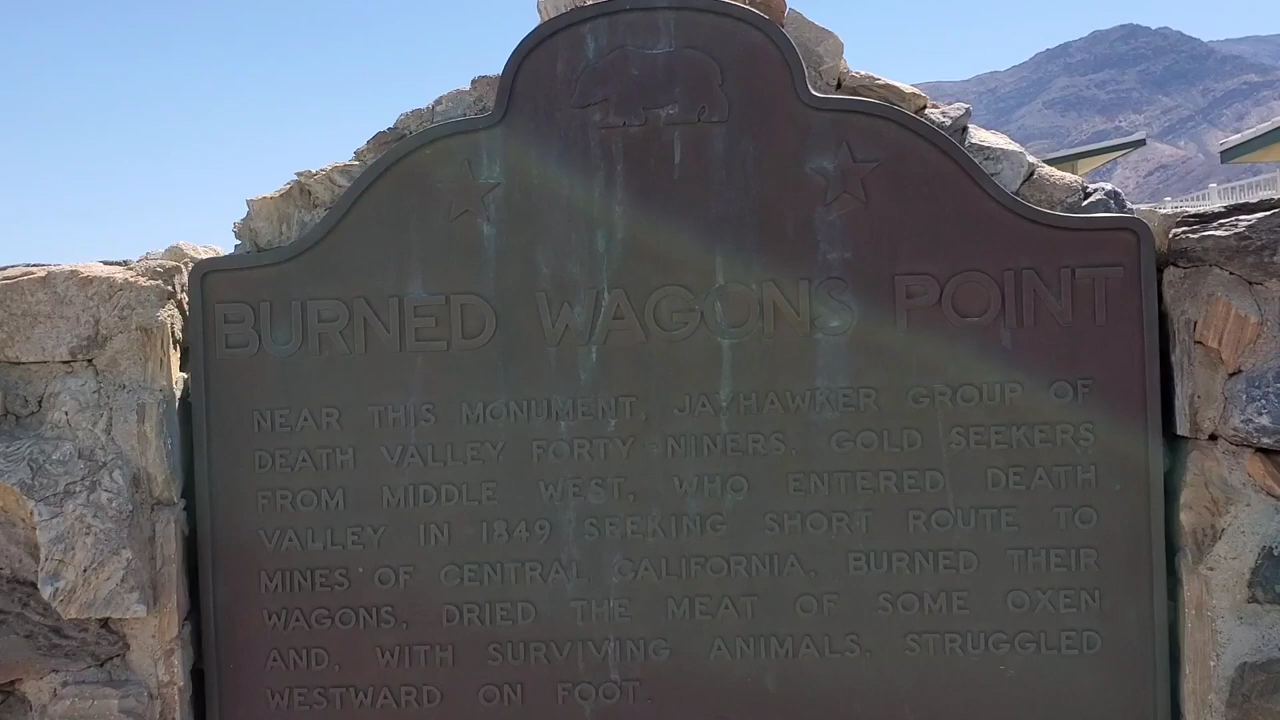 BURNED WAGONS POINT
NEAR THIS MONUMENT, JAYHAWKER GROUP OF
DEATH VALLEY FORTY-NINERS, GOLD SEEKERS
FROM MIDDLE WEST, WHO ENTERED DEATH
VALLEY IN 1849 SEEKING SHORT ROUTE TO
MINES OF CENTRAL CALIFORNIA, BURNED THEIR
WAGONS, DRIED THE MEAT OF SOME OXEN
AND, WITH SURVIVING ANIMALS, STRUGGLED
WESTWARD ON FOOT.